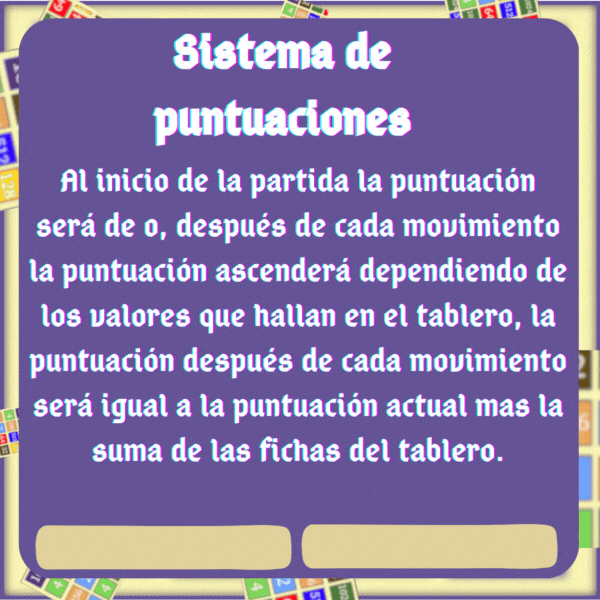 Sistema de
puntuaciones
Al inicio de la partida la puntuación
será de 0, después de cada movimiento
la puntuación ascenderá dependiendo de
los valores que hallan en el tablero, la
puntuación después de cada movimiento
será igual a la puntuación actual mas la
suma de las fichas del tablero.